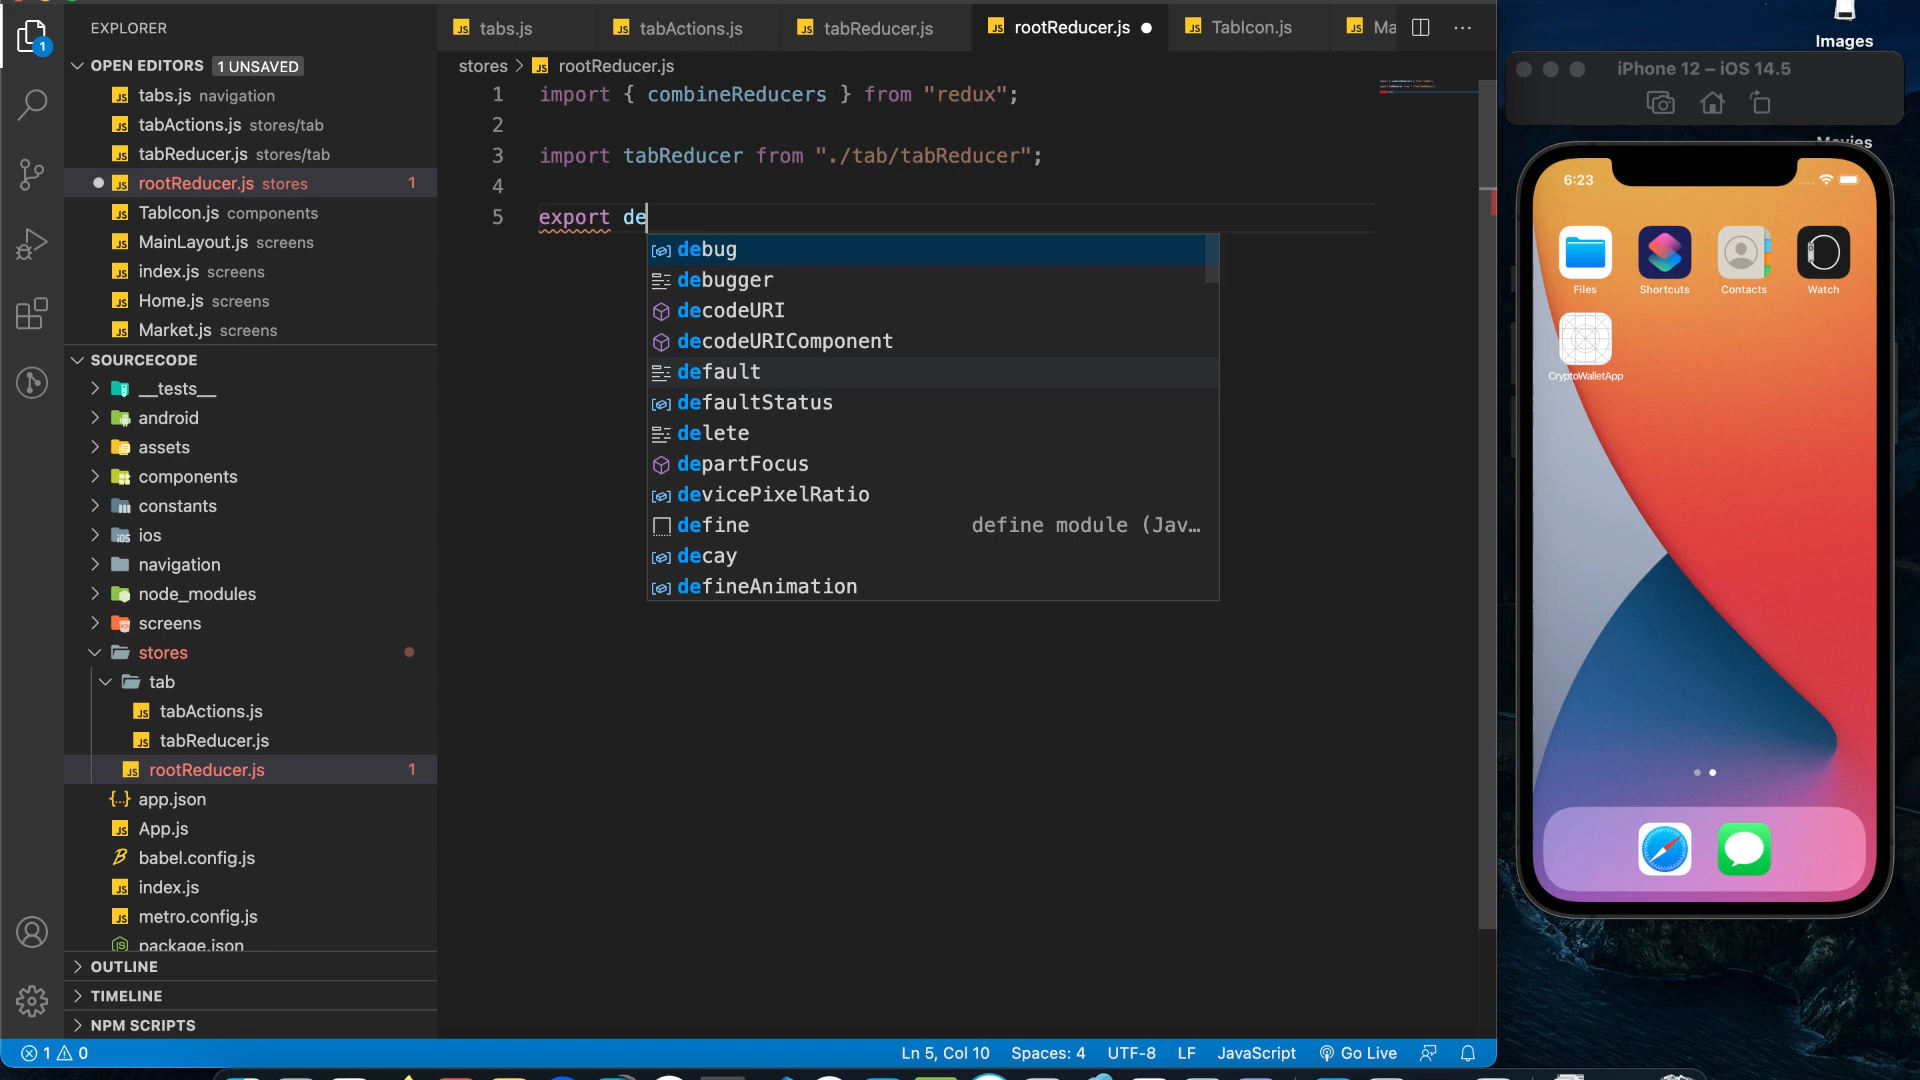 EXPLORER
OPEN EDITORS 1 UNSAVED
tabs.js navigation
tabActions.js stores/tab
tabReducer.js stores/tab
rootReducer.js stores 1
TabIcon.js components
MainLayout.js screens
index.js screens
Home.js screens
Market.js screens
SOURCECODE
__tests__
android
assets
components
constants
ios
navigation
node_modules
screens
stores
tab
tabActions.js
tabReducer.js
rootReducer.js 1
app.json
App.js
babel.config.js
index.js
metro.config.js
package.json
OUTLINE
TIMELINE
NPM SCRIPTS
tabs.js tabActions.js tabReducer.js rootReducer.js TabIcon.js Ma
stores > rootReducer.js
1 import { combineReducers } from "redux";
2
3 import tabReducer from "./tab/tabReducer";
4
5 export de
debug
debugger
decodeURI
decodeURIComponent
default
defaultStatus
delete
departFocus
devicePixelRatio
define define module (Jav…
decay
defineAnimation
1 0 Ln 5, Col 10 Spaces: 4 UTF-8 LF JavaScript Go Live
Images
iPhone 12 – iOS 14.5
Movies
6:23
Files Shortcuts Contacts Watch
CryptoWalletApp